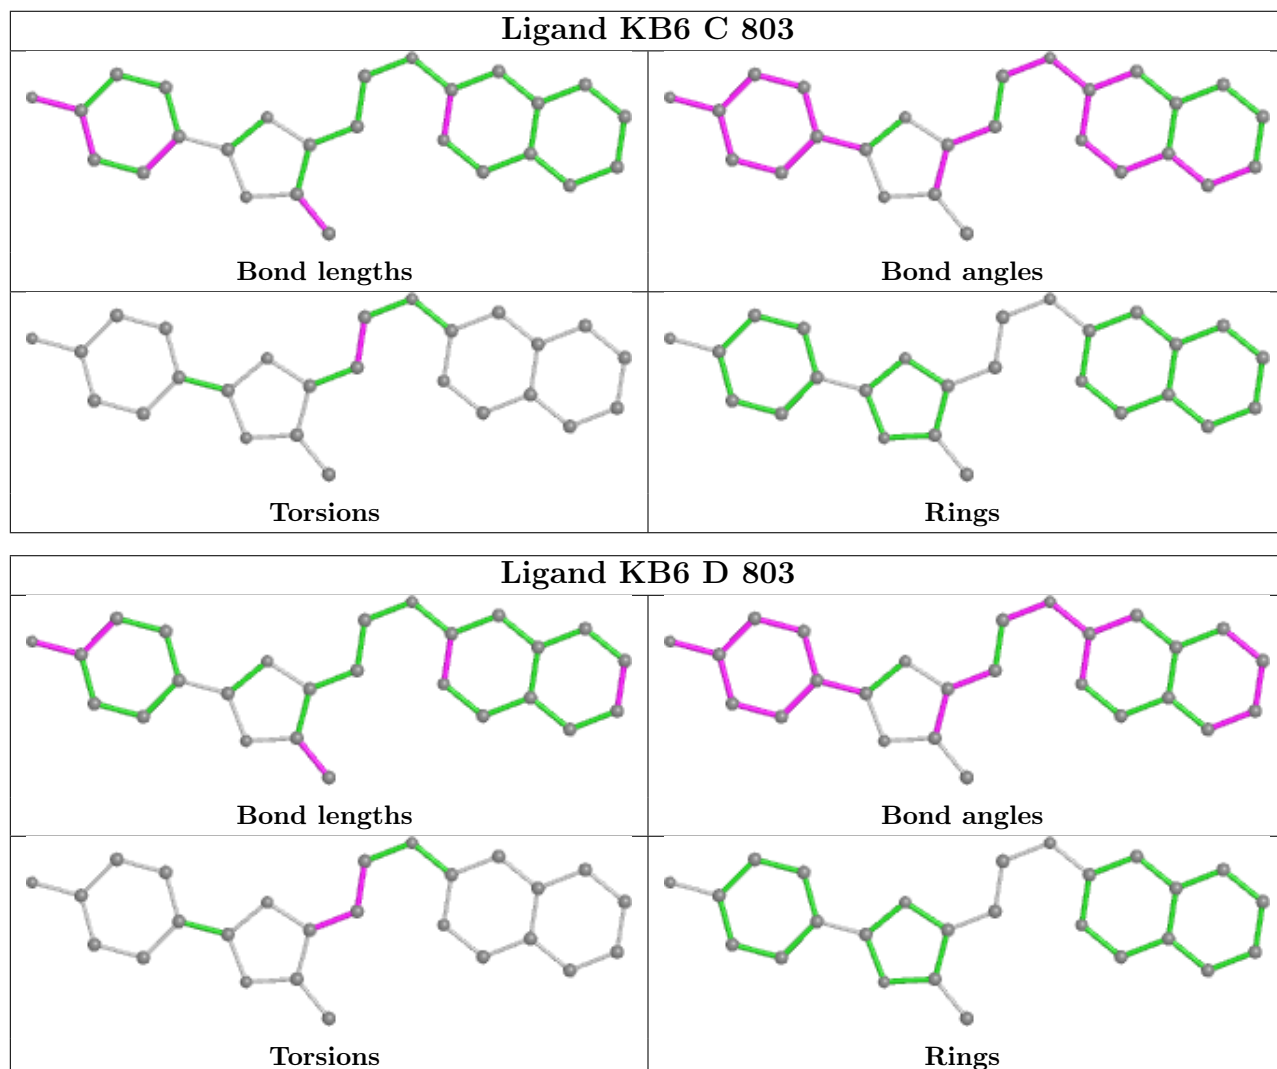 Ligand KB6 C 803
Bond lengths
Bond angles
Torsions
Rings
Ligand KB6 D 803
Bond lengths
Bond angles
Torsions
Rings